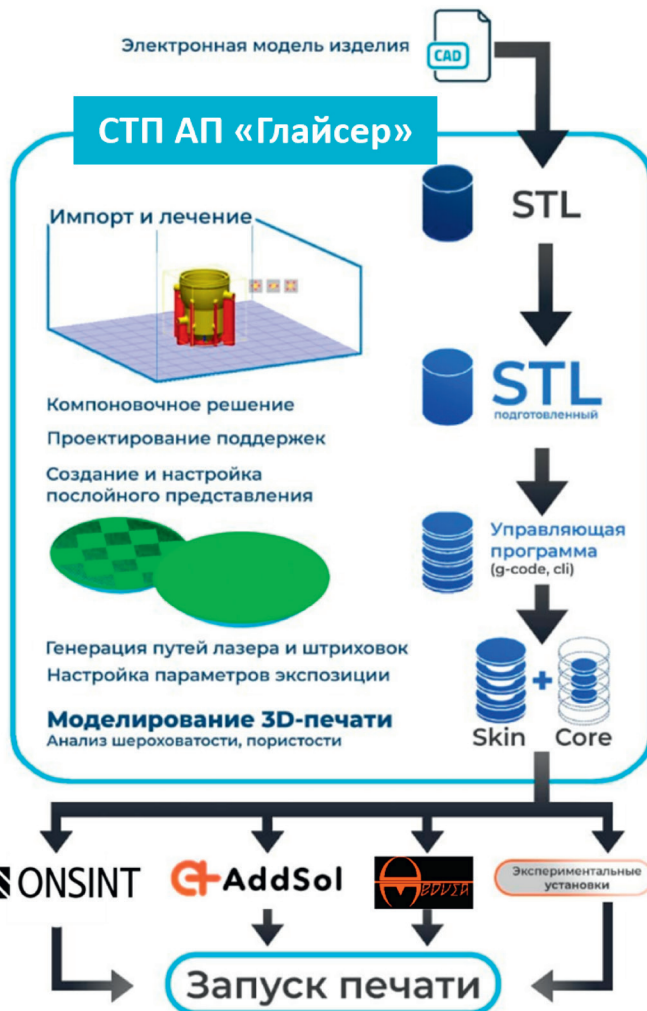 Электронная модель изделия
CAD
СТП АП «Глайсер»
Импорт и лечение
STL
Компоновочное решение
Проектирование поддержек
Создание и настройка
послойного представления
STL
подготовленный
Управляющая
программа
(g-code, cli)
Генерация путей лазера и штриховок
Настройка параметров экспозиции
Моделирование 3D-печати
Анализ шероховатости, пористости
Skin + Core
ONSINT
AddSol
МЕДУЗА
Экспериментальные
установки
Запуск печати